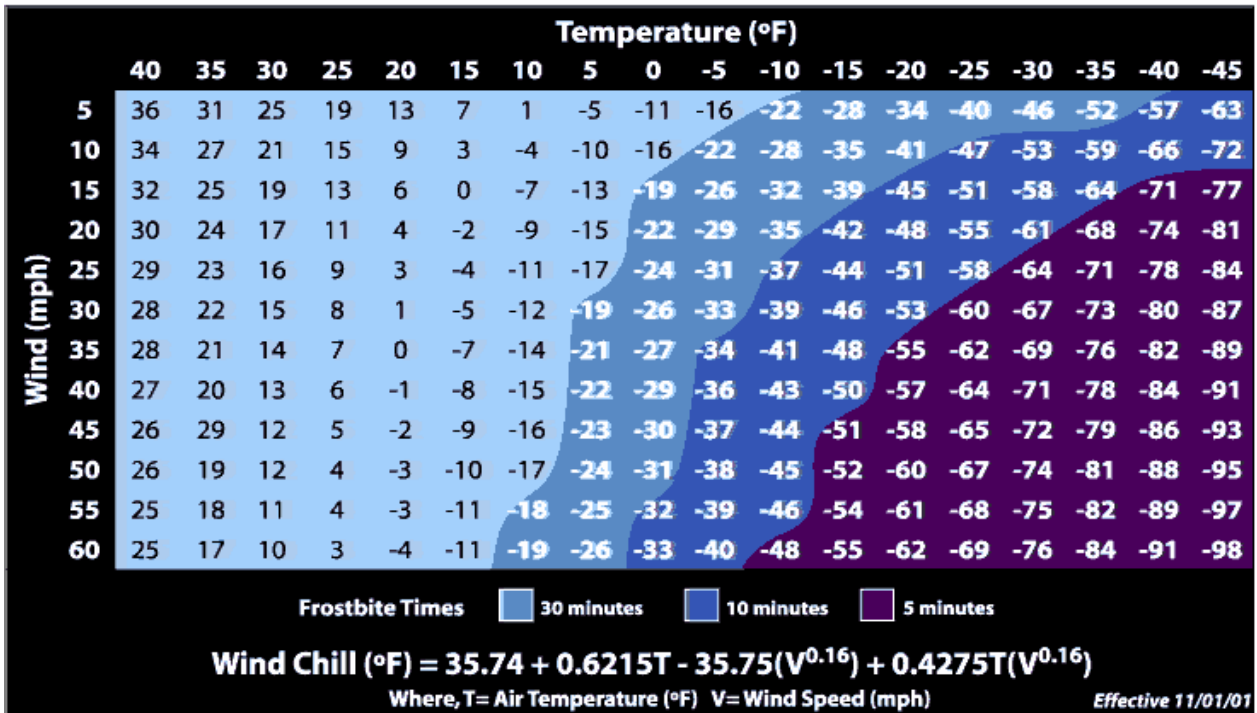 Temperature (ºF)
40 35 30 25 20 15 10 5 0 -5 -10 -15 -20 -25 -30 -35 -40 -45
Wind (mph)
5 36 31 25 19 13 7 1 -5 -11 -16 -22 -28 -34 -40 -46 -52 -57 -63
10 34 27 21 15 9 3 -4 -10 -16 -22 -28 -35 -41 -47 -53 -59 -66 -72
15 32 25 19 13 6 0 -7 -13 -19 -26 -32 -39 -45 -51 -58 -64 -71 -77
20 30 24 17 11 4 -2 -9 -15 -22 -29 -35 -42 -48 -55 -61 -68 -74 -81
25 29 23 16 9 3 -4 -11 -17 -24 -31 -37 -44 -51 -58 -64 -71 -78 -84
30 28 22 15 8 1 -5 -12 -19 -26 -33 -39 -46 -53 -60 -67 -73 -80 -87
35 28 21 14 7 0 -7 -14 -21 -27 -34 -41 -48 -55 -62 -69 -76 -82 -89
40 27 20 13 6 -1 -8 -15 -22 -29 -36 -43 -50 -57 -64 -71 -78 -84 -91
45 26 29 12 5 -2 -9 -16 -23 -30 -37 -44 -51 -58 -65 -72 -79 -86 -93
50 26 19 12 4 -3 -10 -17 -24 -31 -38 -45 -52 -60 -67 -74 -81 -88 -95
55 25 18 11 4 -3 -11 -18 -25 -32 -39 -46 -54 -61 -68 -75 -82 -89 -97
60 25 17 10 3 -4 -11 -19 -26 -33 -40 -48 -55 -62 -69 -76 -84 -91 -98
Frostbite Times 30 minutes 10 minutes 5 minutes
Wind Chill (ºF) = 35.74 + 0.6215T - 35.75(V^0.16) + 0.4275T(V^0.16)
Where, T= Air Temperature (ºF) V= Wind Speed (mph) Effective 11/01/01